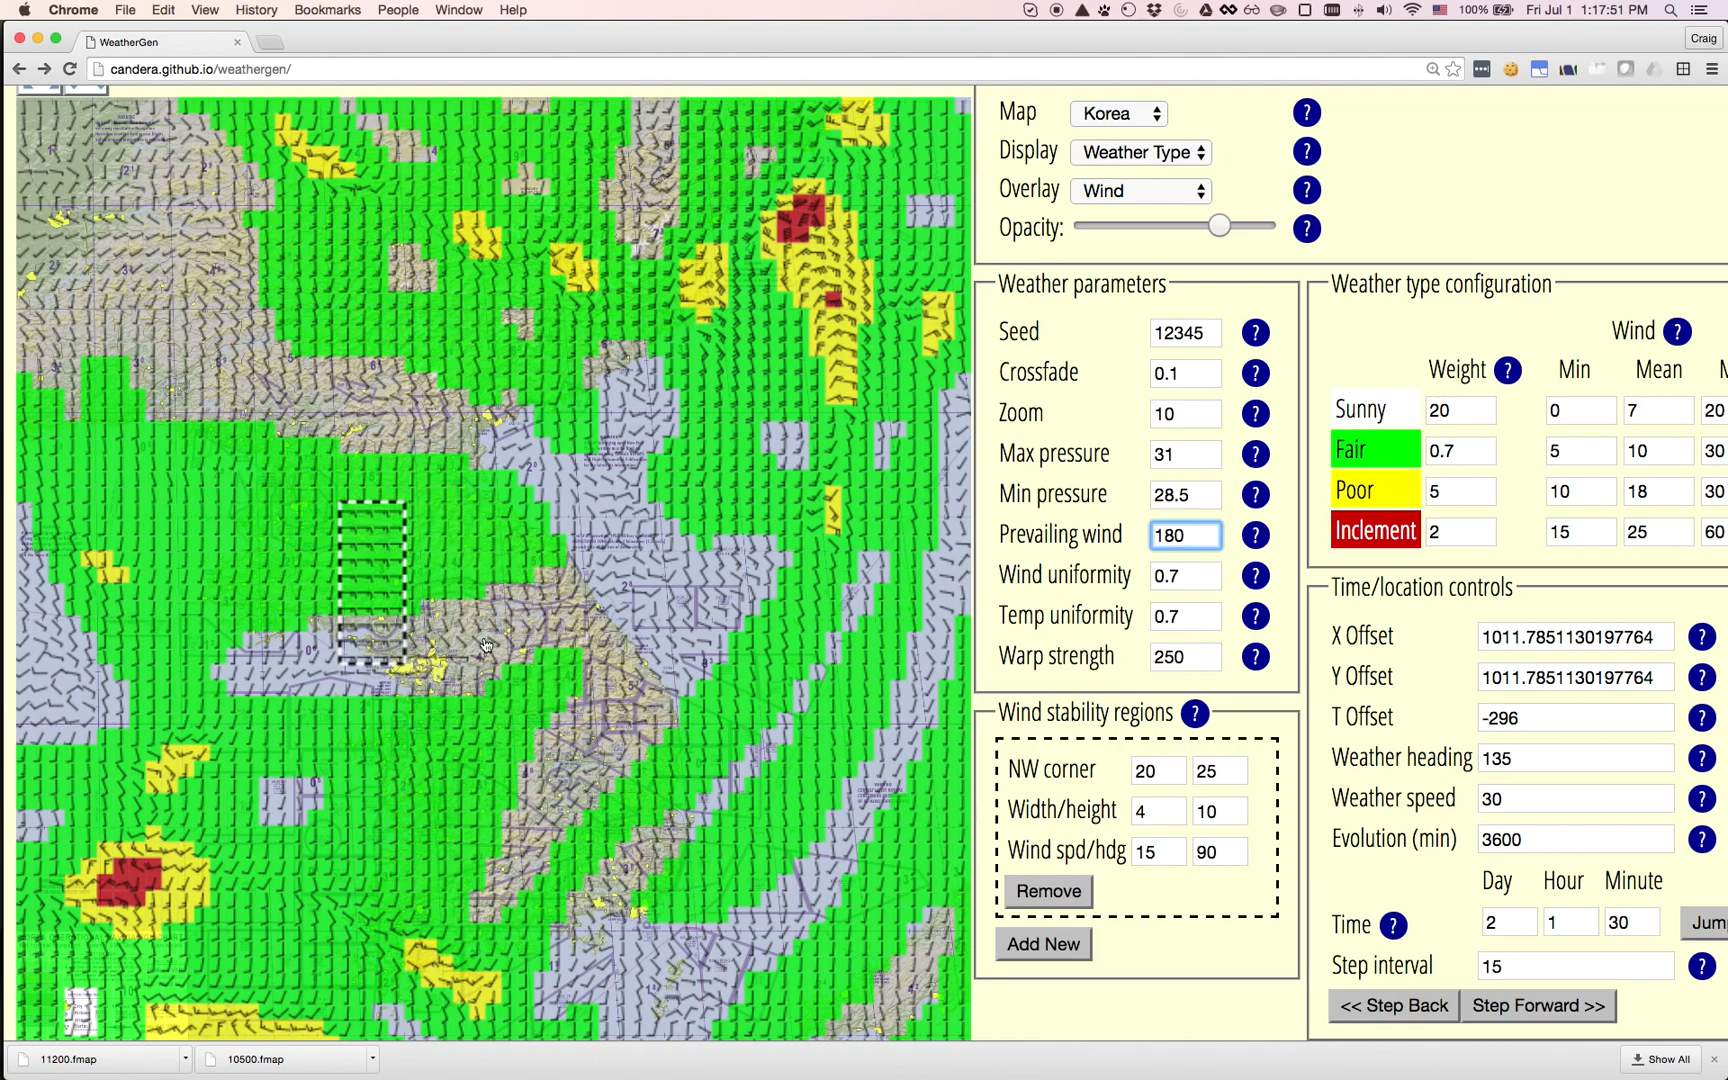 Chrome File Edit View History Bookmarks People Window Help
100% Fri Jul 1 1:17:51 PM
WeatherGen
Craig
candera.github.io/weathergen/
Map Korea ?
Display Weather Type ?
Overlay Wind ?
Opacity: ?
Weather parameters
Seed 12345 ?
Crossfade 0.1 ?
Zoom 10 ?
Max pressure 31 ?
Min pressure 28.5 ?
Prevailing wind 180 ?
Wind uniformity 0.7 ?
Temp uniformity 0.7 ?
Warp strength 250 ?
Wind stability regions ?
NW corner 20 25
Width/height 4 10
Wind spd/hdg 15 90
Remove
Add New
Weather type configuration
Wind ?
Weight ? Min Mean
Sunny 20 0 7 20
Fair 0.7 5 10 30
Poor 5 10 18 30
Inclement 2 15 25 60
Time/location controls
X Offset 1011.7851130197764 ?
Y Offset 1011.7851130197764 ?
T Offset -296 ?
Weather heading 135 ?
Weather speed 30 ?
Evolution (min) 3600 ?
Day Hour Minute
Time ? 2 1 30 Jum
Step interval 15 ?
<< Step Back Step Forward >>
11200.fmap 10500.fmap Show All